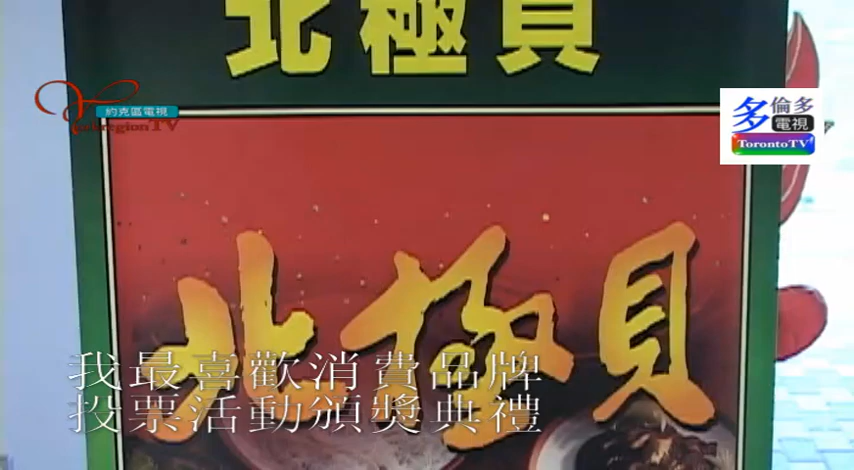 北極貝
約克區電視
YorkregionTV
多倫多
電視
TorontoTV
北極貝
我最喜歡消費品牌
投票活動頒獎典禮